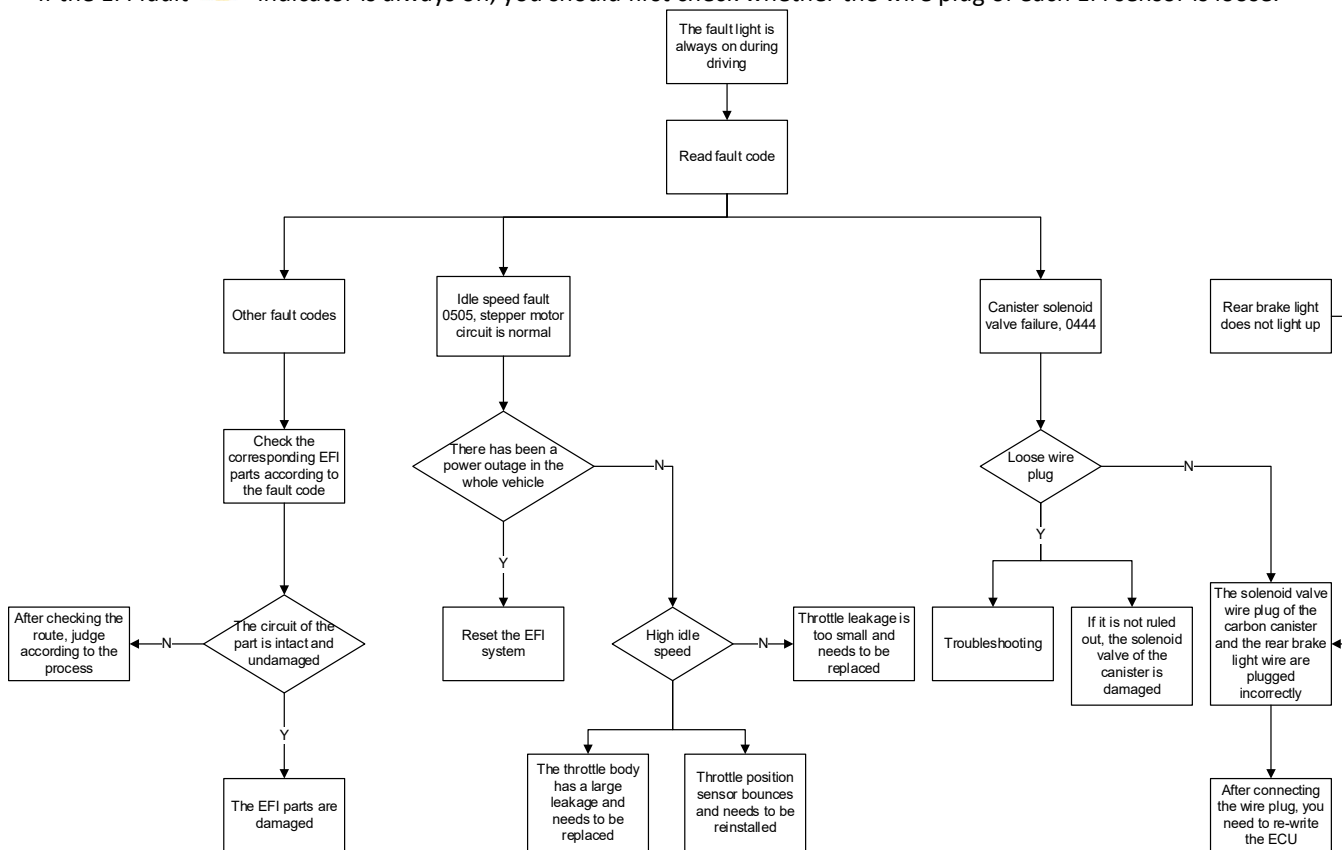 If the EFI fault indicator is always on, you should first check whether the wire plug of each EFI sensor is loose.
The fault light is
always on during
driving
Read fault code
Other fault codes
Idle speed fault
0505, stepper motor
circuit is normal
Canister solenoid
valve failure, 0444
Rear brake light
does not light up
Check the
corresponding EFI
parts according to
the fault code
There has been a
power outage in the
whole vehicle
N
Loose wire
plug
N
Y
Y
After checking the
route, judge
according to the
process
N
The circuit of the
part is intact and
undamaged
Reset the EFI
system
High idle
speed
N
Throttle leakage is
too small and
needs to be
replaced
Troubleshooting
If it is not ruled
out, the solenoid
valve of the
canister is
damaged
The solenoid valve
wire plug of the
carbon canister
and the rear brake
light wire are
plugged
incorrectly
Y
The EFI parts are
damaged
The throttle body
has a large
leakage and
needs to be
replaced
Throttle position
sensor bounces
and needs to be
reinstalled
After connecting
the wire plug, you
need to re-write
the ECU